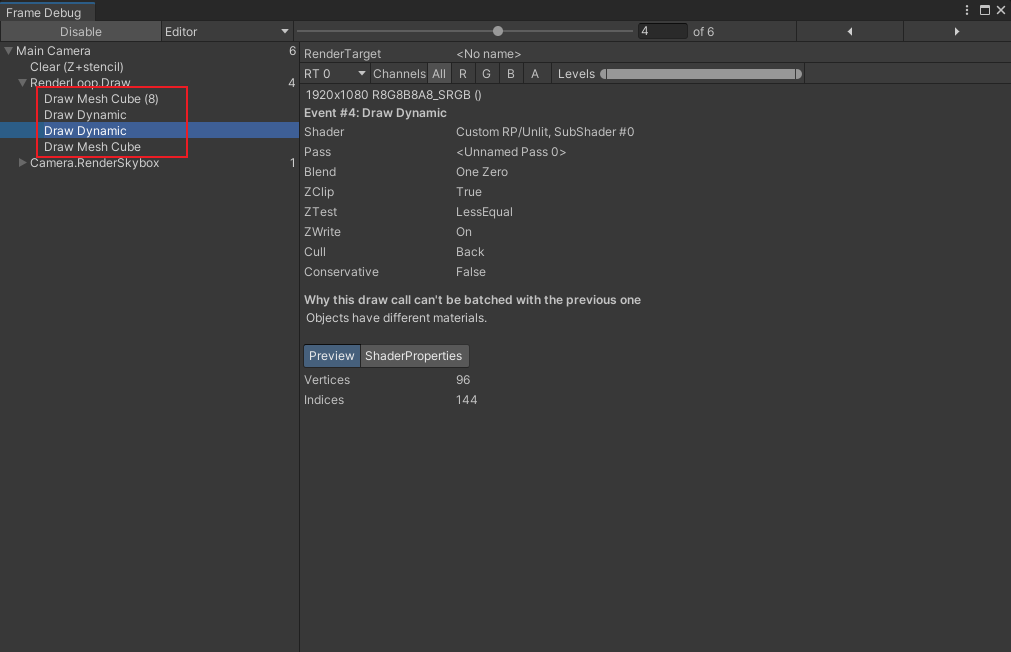 Frame Debug
Disable Editor 4 of 6
Main Camera 6
Clear (Z+stencil)
RenderLoop.Draw 4
Draw Mesh Cube (8)
Draw Dynamic
Draw Dynamic
Draw Mesh Cube
Camera.RenderSkybox 1
RenderTarget <No name>
RT 0 Channels All R G B A Levels
1920x1080 R8G8B8A8_SRGB ()
Event #4: Draw Dynamic
Shader Custom RP/Unlit, SubShader #0
Pass <Unnamed Pass 0>
Blend One Zero
ZClip True
ZTest LessEqual
ZWrite On
Cull Back
Conservative False
Why this draw call can't be batched with the previous one
Objects have different materials.
Preview ShaderProperties
Vertices 96
Indices 144